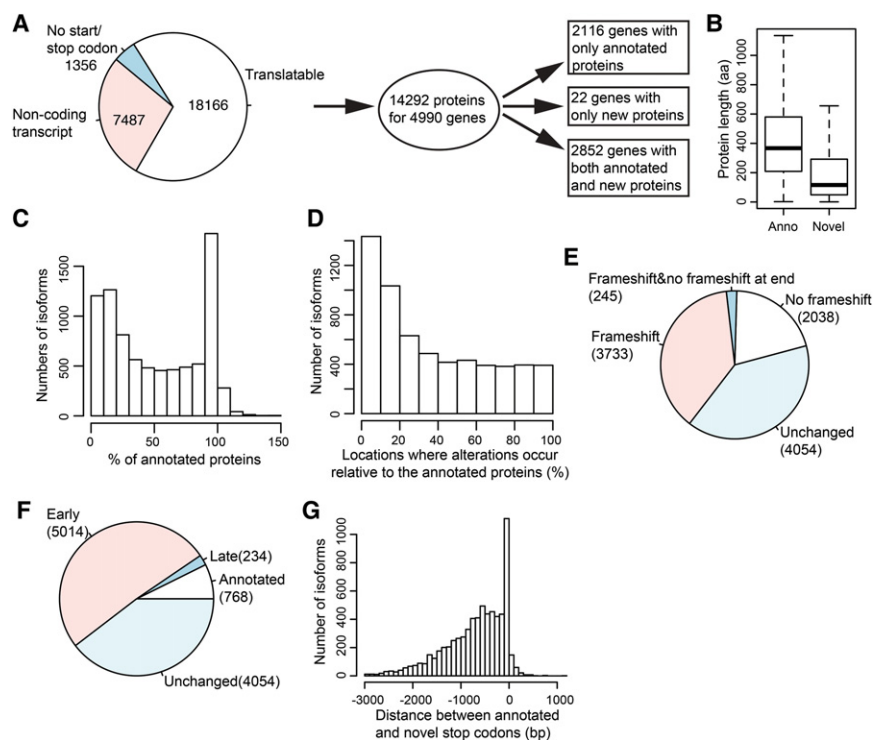 A
No start/
stop codon
1356
Translatable
18166
Non-coding
transcript
7487
14292 proteins
for 4990 genes
2116 genes with
only annotated
proteins
22 genes with
only new proteins
2852 genes with
both annotated
and new proteins
B
Protein length (aa)
0 200 400 600 800 1000
Anno Novel
C
Numbers of isoforms
0 500 1000 1500
0 50 100 150
% of annotated proteins
D
Number of isoforms
0 400 800 1200
0 20 40 60 80 100
Locations where alterations occur
relative to the annotated proteins (%)
E
Frameshift&no frameshift at end
(245)
No frameshift
(2038)
Frameshift
(3733)
Unchanged
(4054)
F
Early
(5014)
Late(234)
Annotated
(768)
Unchanged(4054)
G
Number of isoforms
0 200 400 600 800 1000
-3000 -2000 -1000 0 1000
Distance between annotated
and novel stop codons (bp)